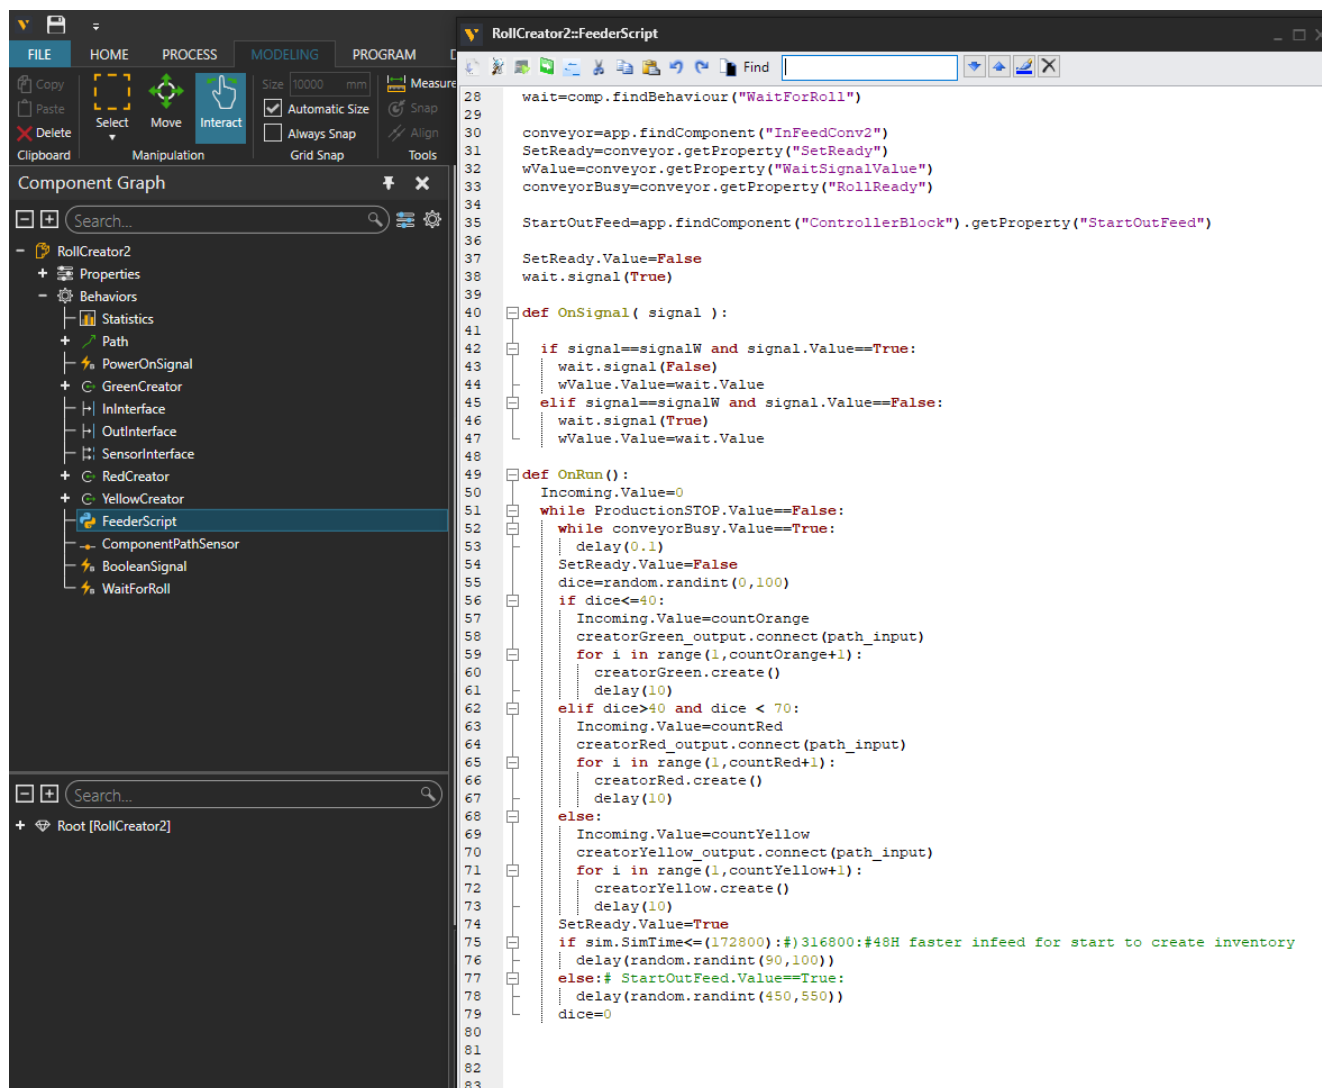 RollCreator2::FeederScript
FILE HOME PROCESS MODELING PROGRAM
Copy
Paste
Delete
Clipboard
Select Move Interact
Manipulation
Size 10000 mm
Automatic Size
Always Snap
Grid Snap
Measure
Snap
Align
Tools
Component Graph
Search...
RollCreator2
Properties
Behaviors
Statistics
Path
PowerOnSignal
GreenCreator
InInterface
OutInterface
SensorInterface
RedCreator
YellowCreator
FeederScript
ComponentPathSensor
BooleanSignal
WaitForRoll
Search...
Root [RollCreator2]
Find
28 wait=comp.findBehaviour("WaitForRoll")
29
30 conveyor=app.findComponent("InFeedConv2")
31 SetReady=conveyor.getProperty("SetReady")
32 wValue=conveyor.getProperty("WaitSignalValue")
33 conveyorBusy=conveyor.getProperty("RollReady")
34
35 StartOutFeed=app.findComponent("ControllerBlock").getProperty("StartOutFeed")
36
37 SetReady.Value=False
38 wait.signal(True)
39
40 def OnSignal( signal ):
41
42 if signal==signalW and signal.Value==True:
43 wait.signal(False)
44 wValue.Value=wait.Value
45 elif signal==signalW and signal.Value==False:
46 wait.signal(True)
47 wValue.Value=wait.Value
48
49 def OnRun():
50 Incoming.Value=0
51 while ProductionSTOP.Value==False:
52 while conveyorBusy.Value==True:
53 delay(0.1)
54 SetReady.Value=False
55 dice=random.randint(0,100)
56 if dice<=40:
57 Incoming.Value=countOrange
58 creatorGreen_output.connect(path_input)
59 for i in range(1,countOrange+1):
60 creatorGreen.create()
61 delay(10)
62 elif dice>40 and dice < 70:
63 Incoming.Value=countRed
64 creatorRed_output.connect(path_input)
65 for i in range(1,countRed+1):
66 creatorRed.create()
67 delay(10)
68 else:
69 Incoming.Value=countYellow
70 creatorYellow_output.connect(path_input)
71 for i in range(1,countYellow+1):
72 creatorYellow.create()
73 delay(10)
74 SetReady.Value=True
75 if sim.SimTime<=(172800):#)316800:#48H faster infeed for start to create inventory
76 delay(random.randint(90,100))
77 else:# StartOutFeed.Value==True:
78 delay(random.randint(450,550))
79 dice=0
80
81
82
83